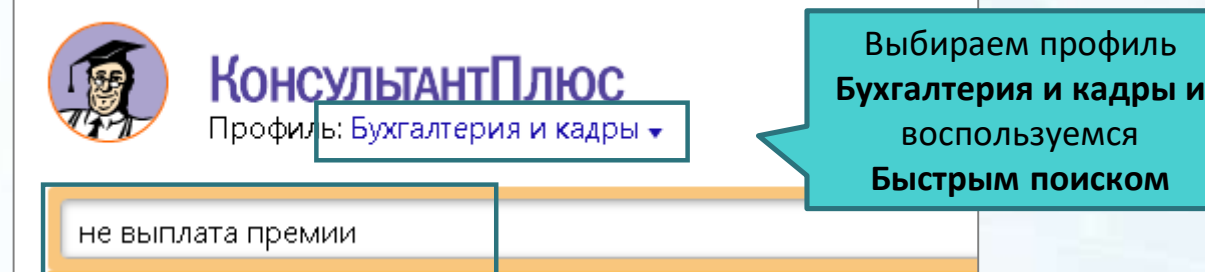 КонсультантПлюс
Профиль: Бухгалтерия и кадры
не выплата премии
Выбираем профиль
Бухгалтерия и кадры и
воспользуемся
Быстрым поиском